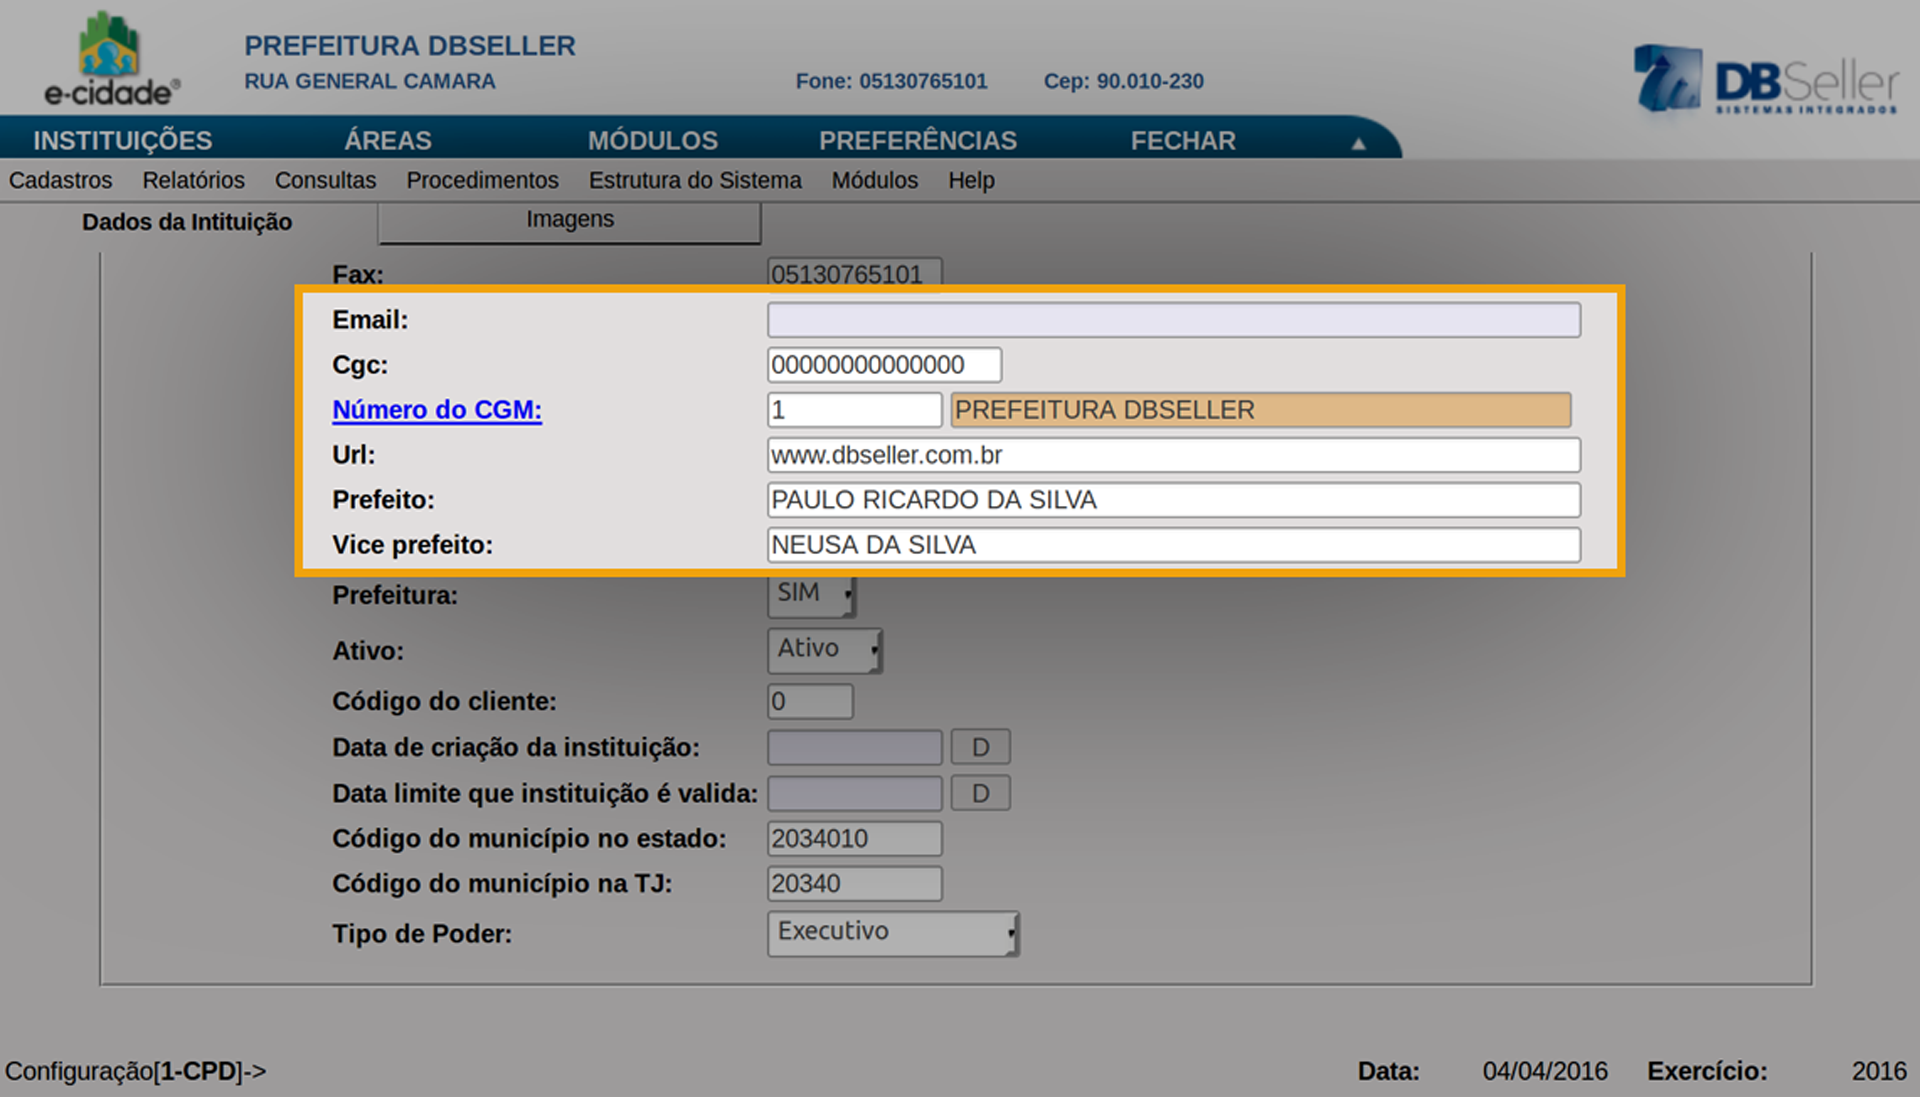 e-cidade®
PREFEITURA DBSELLER
RUA GENERAL CAMARA
Fone: 05130765101
Cep: 90.010-230
DBSeller
SISTEMAS INTEGRADOS
INSTITUIÇÕES ÁREAS MÓDULOS PREFERÊNCIAS FECHAR
Cadastros Relatórios Consultas Procedimentos Estrutura do Sistema Módulos Help
Dados da Intituição Imagens
Fax: 05130765101
Email:
Cgc: 00000000000000
Número do CGM: 1 PREFEITURA DBSELLER
Url: www.dbseller.com.br
Prefeito: PAULO RICARDO DA SILVA
Vice prefeito: NEUSA DA SILVA
Prefeitura: SIM
Ativo: Ativo
Código do cliente: 0
Data de criação da instituição: D
Data limite que instituição é valida: D
Código do município no estado: 2034010
Código do município na TJ: 20340
Tipo de Poder: Executivo
Configuração[1-CPD]-> Data: 04/04/2016 Exercício: 2016